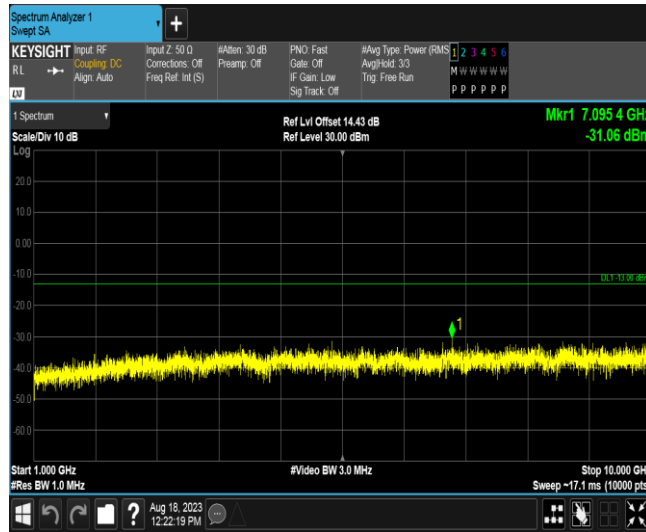 Spectrum Analyzer 1
Swept SA
+
KEYSIGHT Input: RF Input Z: 50 Ω #Atten: 30 dB PNO: Fast #Avg Type: Power (RMS 1 2 3 4 5 6
RL Coupling: DC Corrections: Off Preamp: Off Gate: Off Avg|Hold: 3/3 M W W W W W
Align: Auto Freq Ref: Int (S) IF Gain: Low Trig: Free Run
Sig Track: Off P P P P P P
LXI
1 Spectrum Ref Lvl Offset 14.43 dB Mkr1 7.095 4 GHz
Scale/Div 10 dB Ref Level 30.00 dBm -31.06 dBm
Log
20.0
10.0
0.00
-10.0
DL1 -13.00 dBm
-20.0
-30.0
1
-40.0
-50.0
-60.0
Start 1.000 GHz #Video BW 3.0 MHz Stop 10.000 GHz
#Res BW 1.0 MHz Sweep ~17.1 ms (10000 pts
? Aug 18, 2023
12:22:19 PM